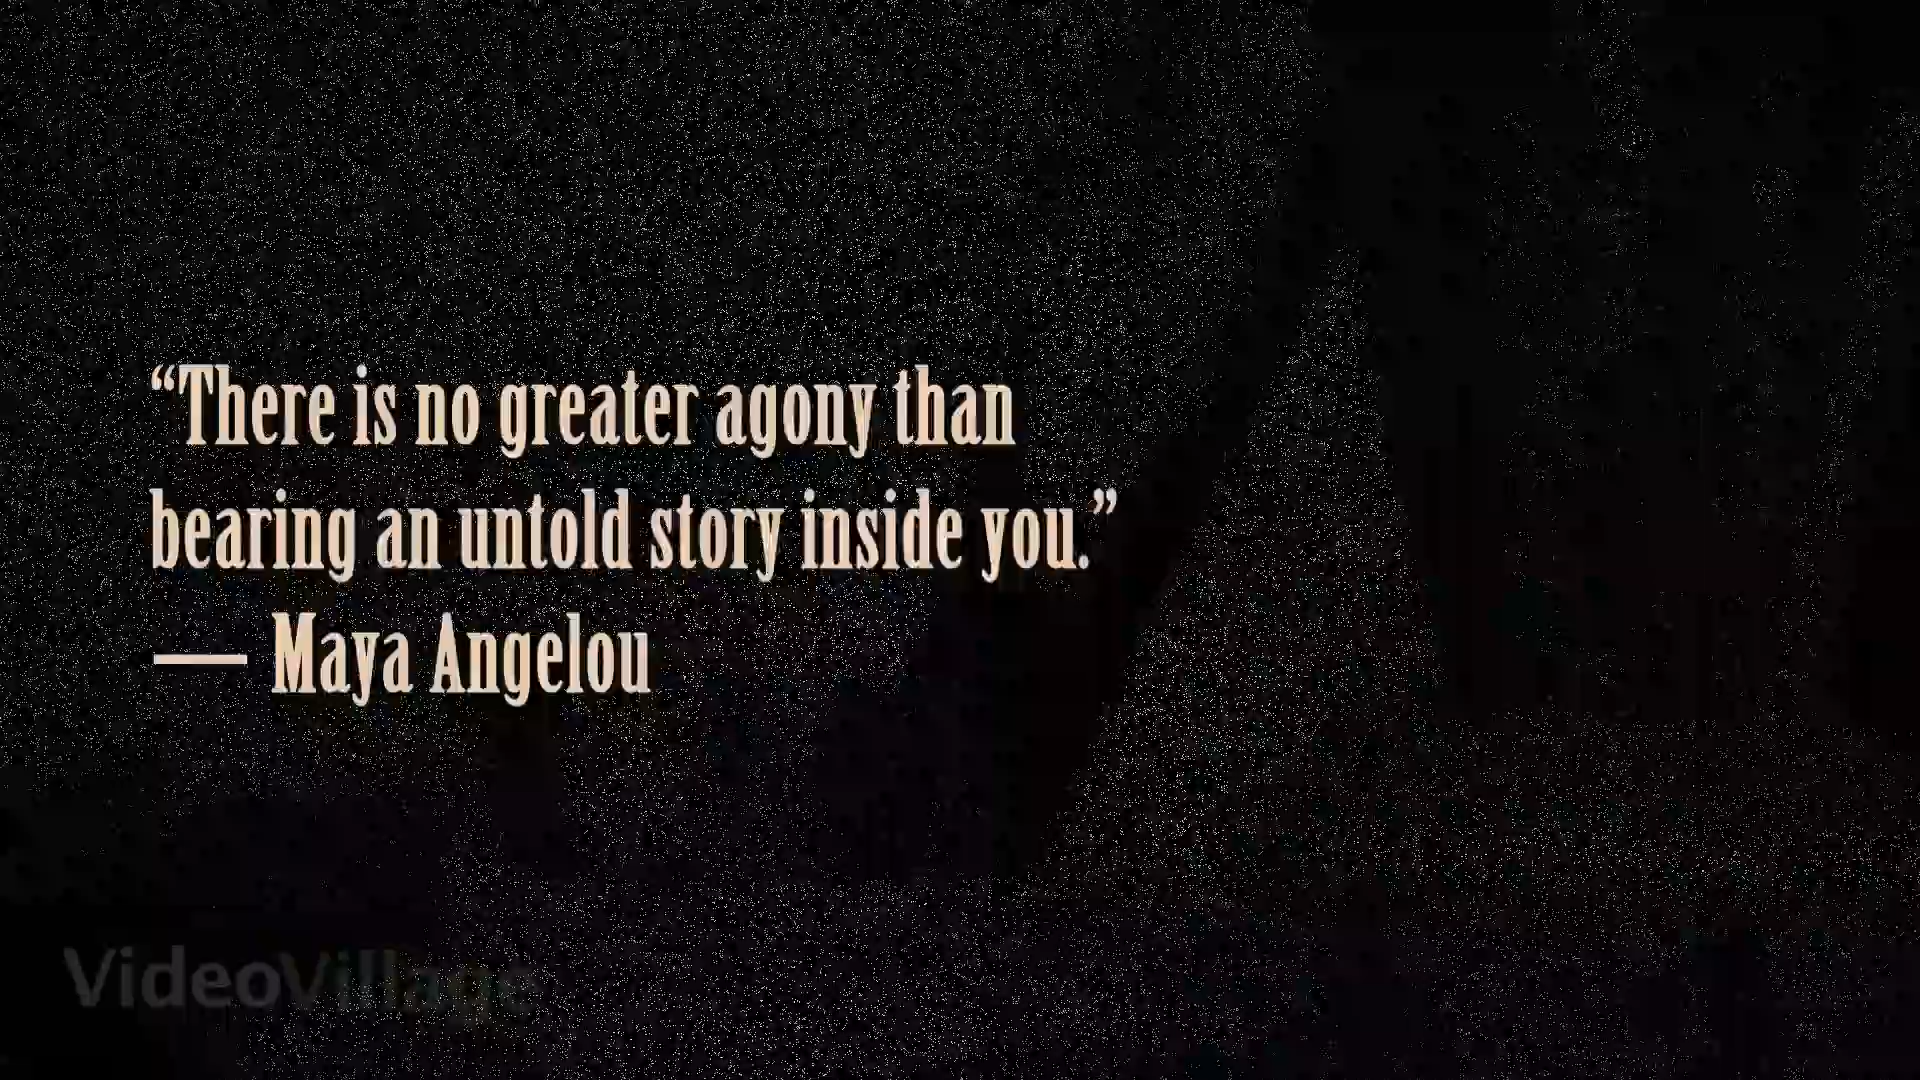 “There is no greater agony than
bearing an untold story inside you.”
— Maya Angelou
VideoVillage